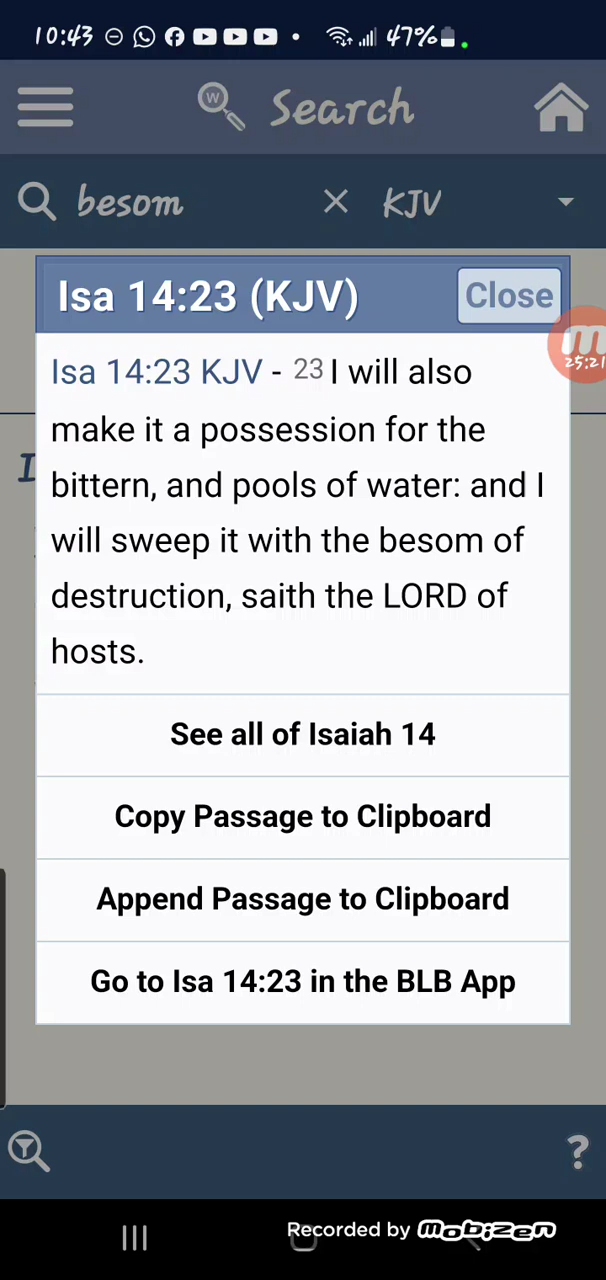 10:43 47%
Search
besom KJV
Isa 14:23 (KJV) Close
25:21
Isa 14:23 KJV - 23 I will also
make it a possession for the
bittern, and pools of water: and I
will sweep it with the besom of
destruction, saith the LORD of
hosts.
See all of Isaiah 14
Copy Passage to Clipboard
Append Passage to Clipboard
Go to Isa 14:23 in the BLB App
?
Recorded by Mobizen